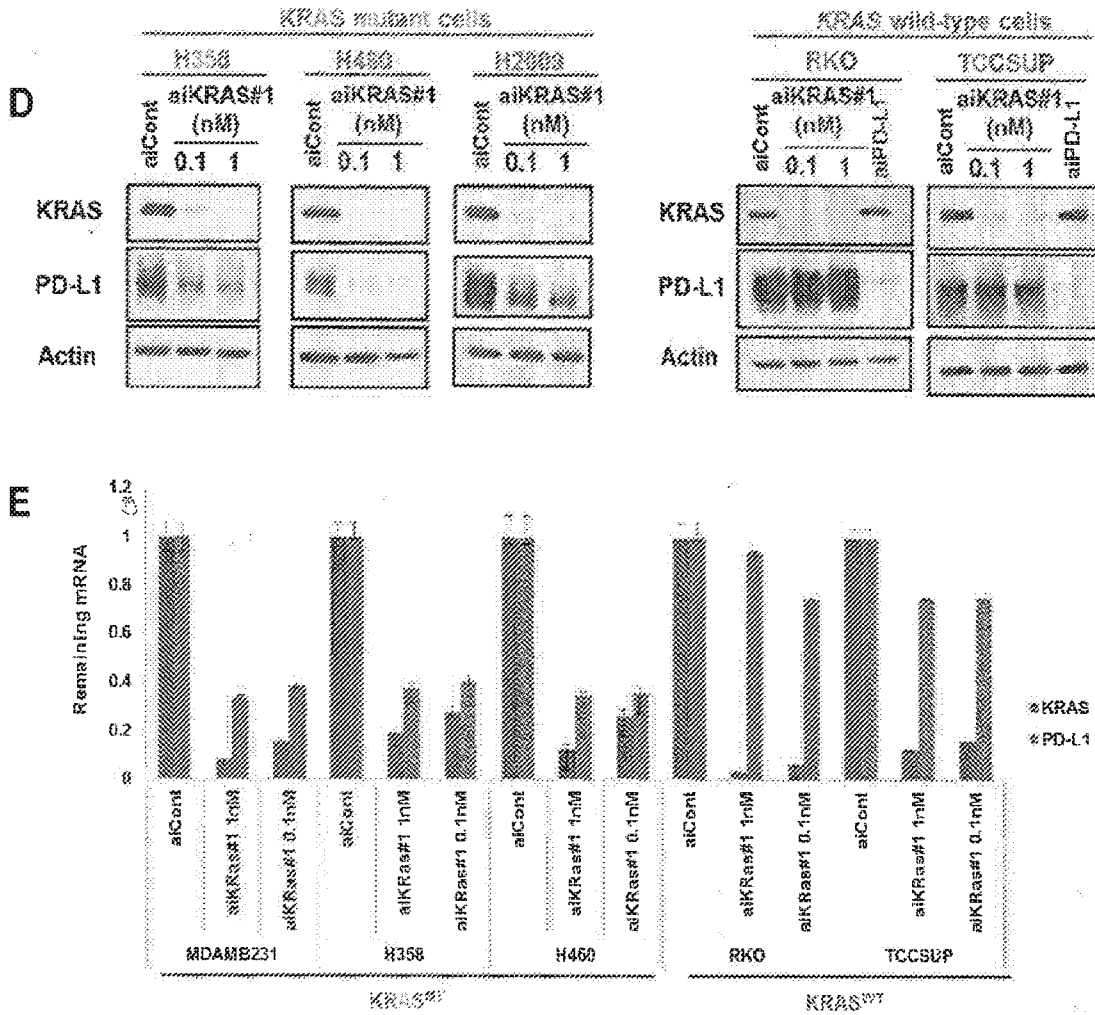 KRAS mutant cells
KRAS wild-type cells
H358
H460
H2009
RKO
TCCSUP
D
aiCont
aiKRAS#1
(nM)
0.1 1
aiCont
aiKRAS#1
(nM)
0.1 1
aiCont
aiKRAS#1
(nM)
0.1 1
aiCont
aiKRAS#1
(nM)
0.1 1
aiPD-L1
aiCont
aiKRAS#1
(nM)
0.1 1
aiPD-L1
KRAS
PD-L1
Actin
KRAS
PD-L1
Actin
E
Remaining mRNA
1.2
1
0.8
0.6
0.4
0.2
0
KRAS
PD-L1
aiCont
aiKRas#1 1nM
aiKRas#1 0.1nM
aiCont
aiKRas#1 1nM
aiKRas#1 0.1nM
aiCont
aiKRas#1 1nM
aiKRas#1 0.1nM
aiCont
aiKRas#1 1nM
aiKRas#1 0.1nM
aiCont
aiKRas#1 1nM
aiKRas#1 0.1nM
MDAMB231
H358
H460
RKO
TCCSUP
KRAS
KRASWT